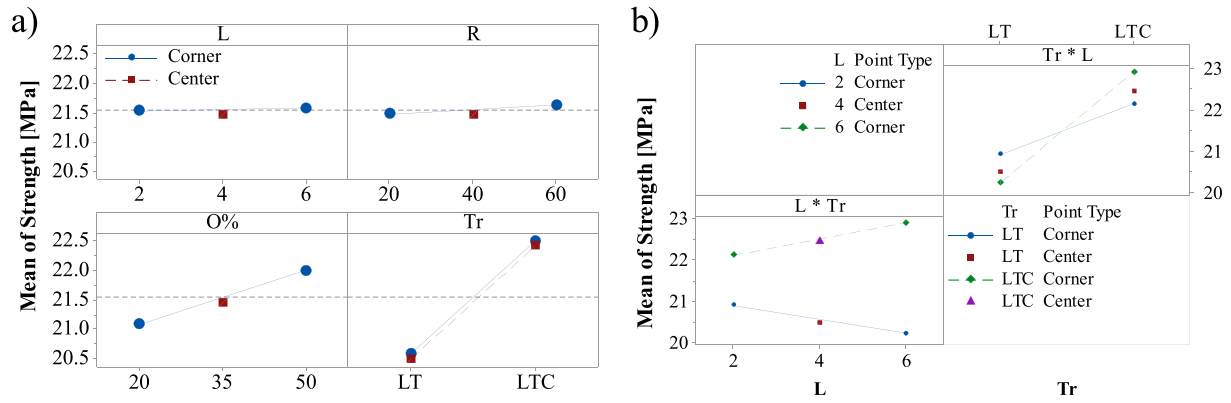 a)
L R
Mean of Strength [MPa]
22.5
22.0
21.5
21.0
20.5
Corner
Center
2 4 6 20 40 60
O% Tr
22.5
22.0
21.5
21.0
20.5
20 35 50 LT LTC
b)
LT LTC
Tr * L
Mean of Strength [MPa]
L Point Type
2 Corner
4 Center
6 Corner
23
22
21
20
L * Tr
23
22
21
20
Tr Point Type
LT Corner
LT Center
LTC Corner
LTC Center
2 4 6
L Tr